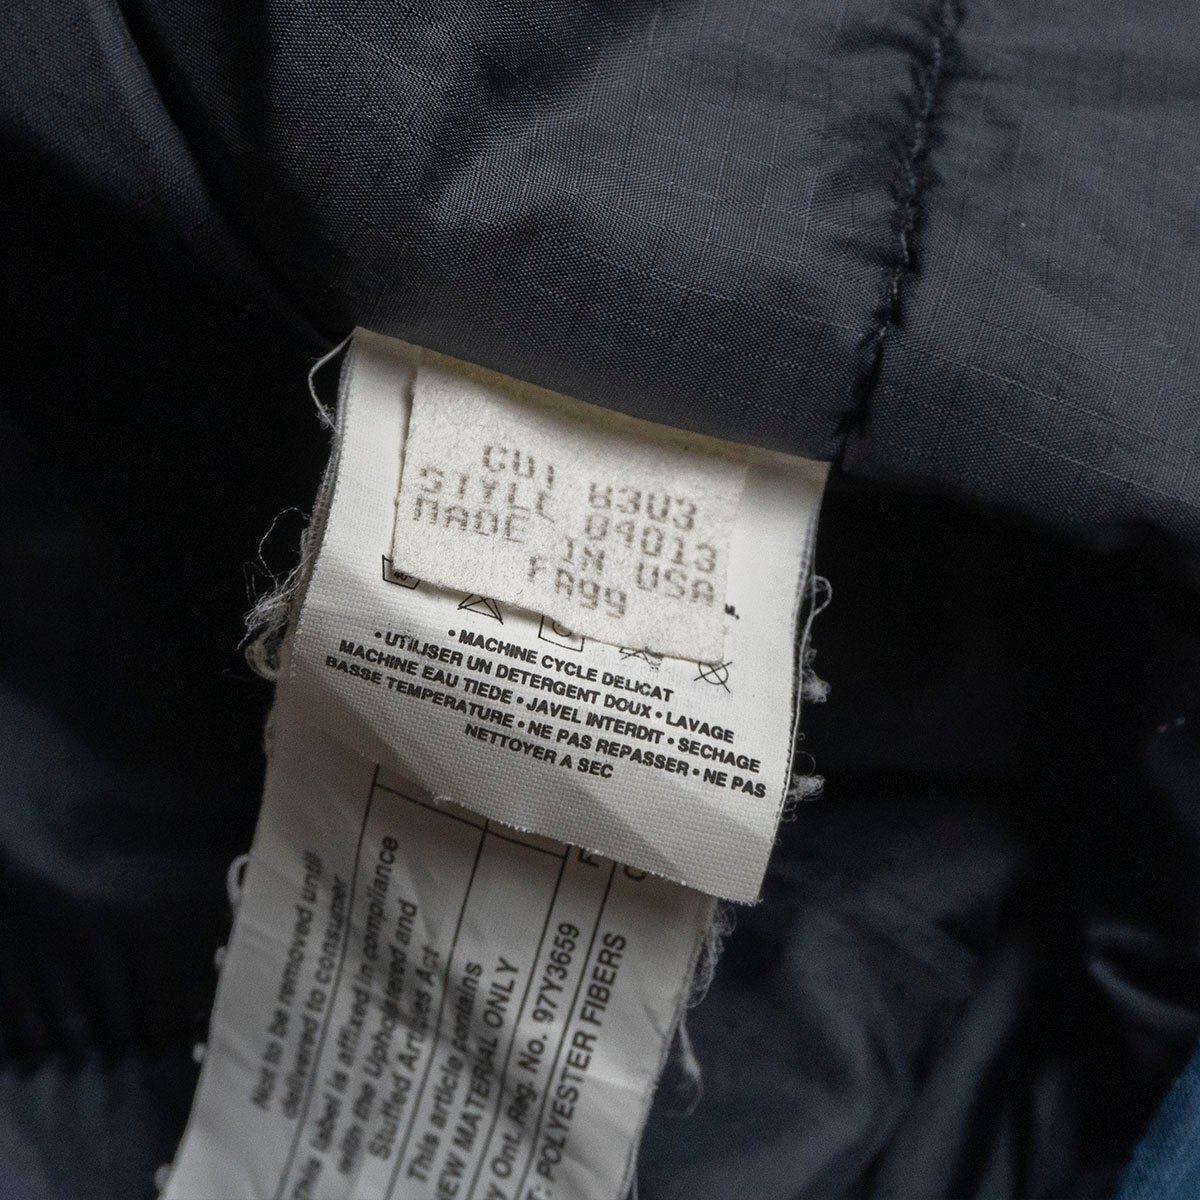 CUT 8303
STYLE 84013
MADE IN USA
FA99
40
M.
• MACHINE CYCLE DELICAT
• UTILISER UN DETERGENT DOUX • LAVAGE
MACHINE EAU TIEDE • JAVEL INTERDIT • SECHAGE
BASSE TEMPERATURE • NE PAS REPASSER • NE PAS
NETTOYER A SEC
Not to be removed until
delivered to consumer
This label is affixed in compliance
with the Upholstered and
Stuffed Articles Act
This article contains
NEW MATERIAL ONLY
Ont. Reg. No. 97Y3659
POLYESTER FIBERS